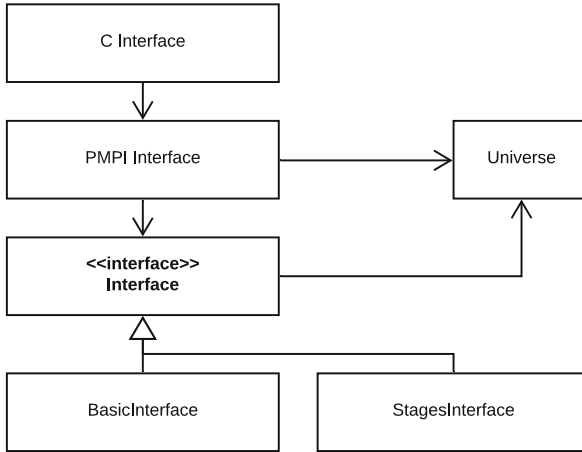 C Interface
PMPI Interface
Universe
<<interface>>
Interface
BasicInterface
StagesInterface